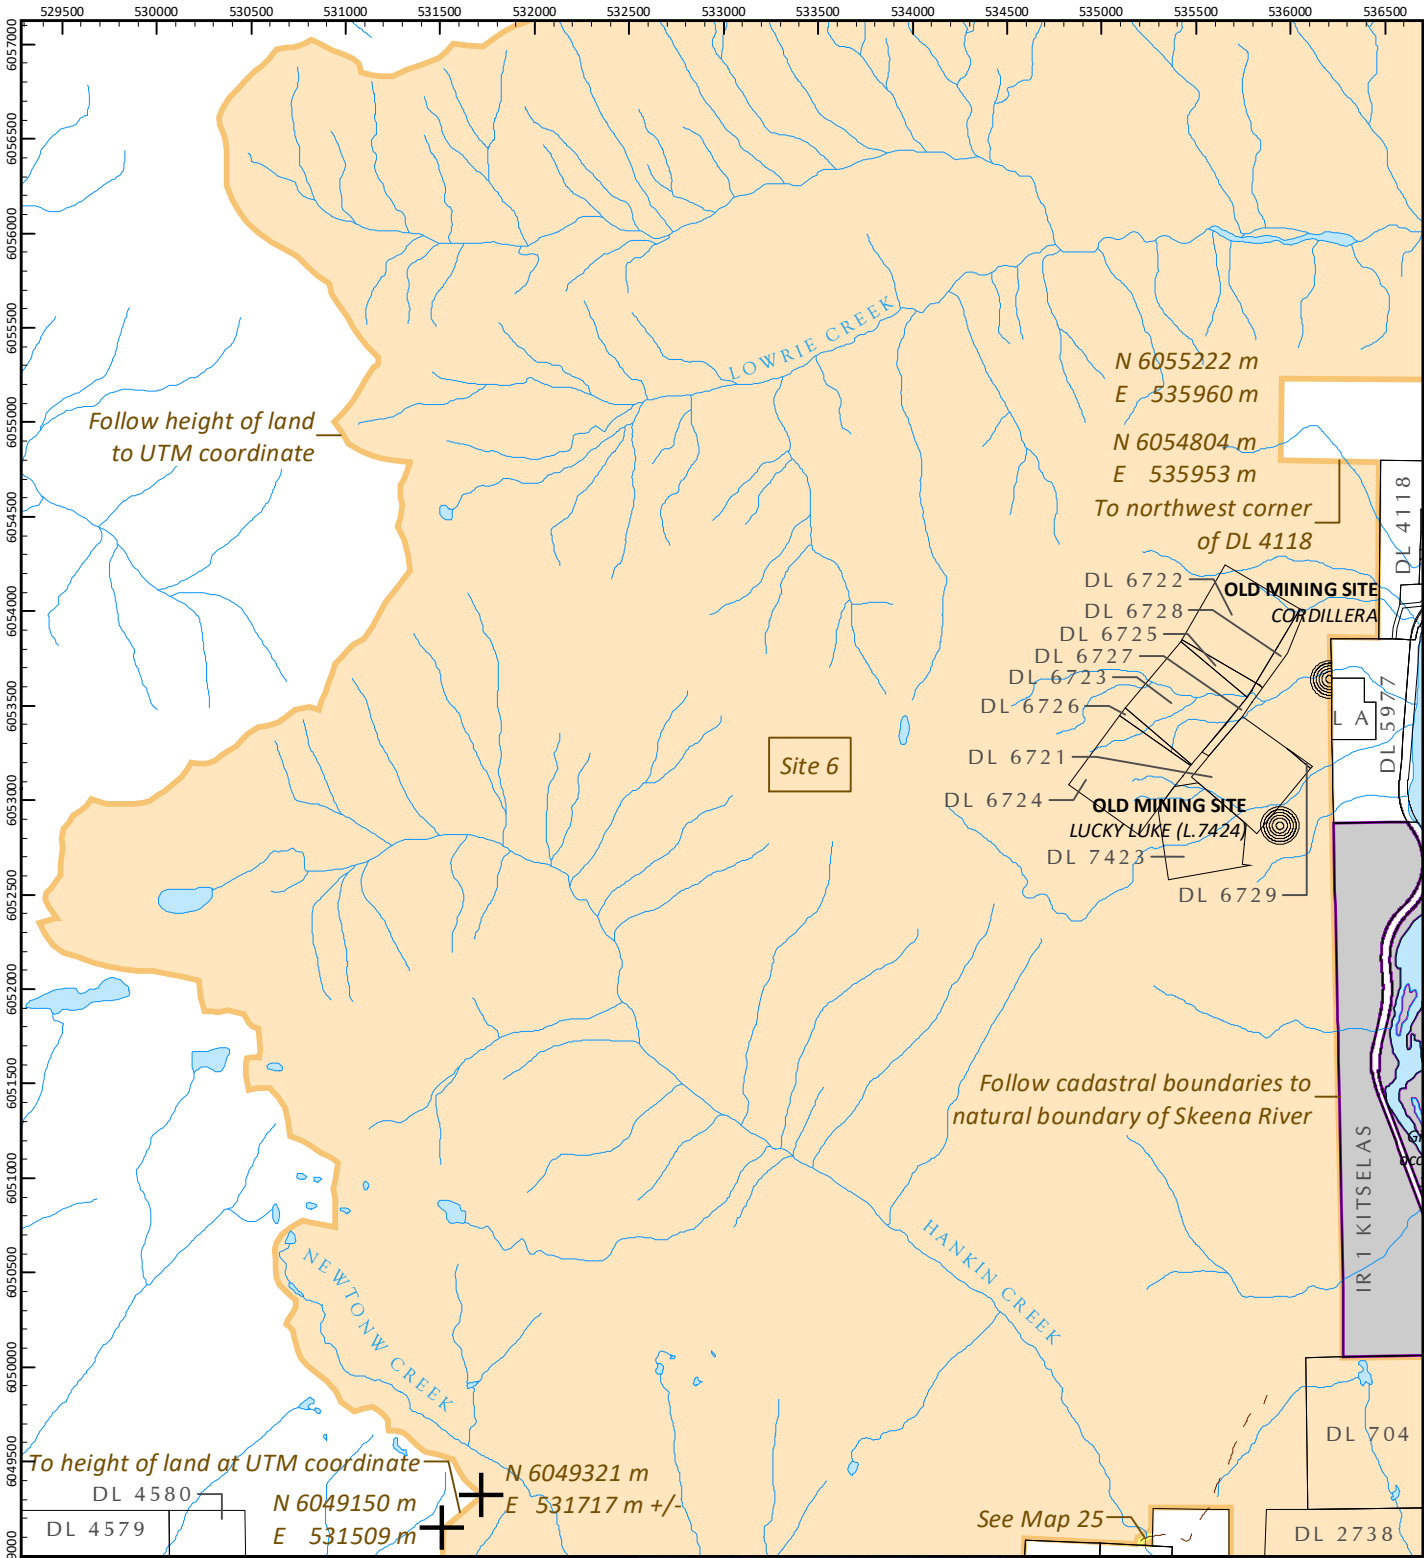 529500 530000 530500 531000 531500 532000 532500 533000 533500 534000 534500 535000 535500 536000 536500
6057000
6056500
6056000
6055500
6055000
6054500
6054000
6053500
6053000
6052500
6052000
6051500
6051000
6050500
6050000
6049500
9000
LOWRIE CREEK
N 6055222 m
E 535960 m
Follow height of land
to UTM coordinate
N 6054804 m
E 535953 m
To northwest corner
of DL 4118
DL 4118
DL 6722
OLD MINING SITE
CORDILLERA
DL 6728
DL 6725
DL 6727
DL 6723
DL 6726
DL 5977
L A
Site 6
DL 6721
DL 6724
OLD MINING SITE
LUCKY LUKE (L.7424)
DL 7423
DL 6729
Follow cadastral boundaries to
natural boundary of Skeena River
IR 1 KITSELAS
HANKIN CREEK
NEWTONW CREEK
DL 704
To height of land at UTM coordinate
N 6049321 m
E 531717 m +/-
DL 4580
N 6049150 m
E 531509 m
DL 4579
See Map 25
DL 2738